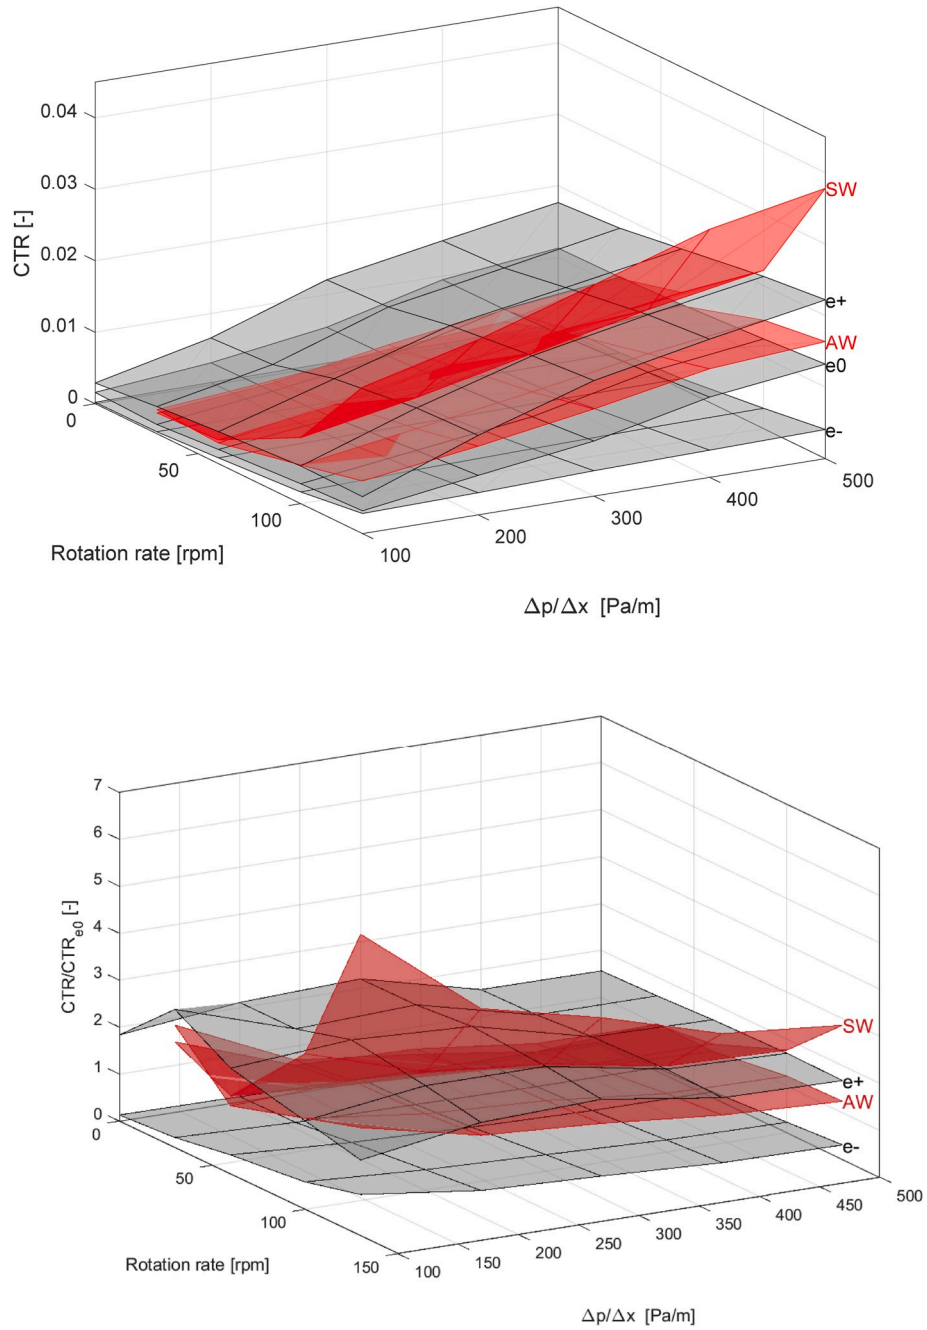 0.04
SW
0.03
CTR [-]
0.02
e+
0.01
AW
e0
0
0
e-
50
500
400
100
300
200
Rotation rate [rpm]
100
Δp/Δx [Pa/m]
7
6
5
CTR/CTRe0 [-]
4
3
2
SW
1
e+
AW
0
0
e-
50
500
450
400
100
350
300
250
200
Rotation rate [rpm]
150
150
100
Δp/Δx [Pa/m]